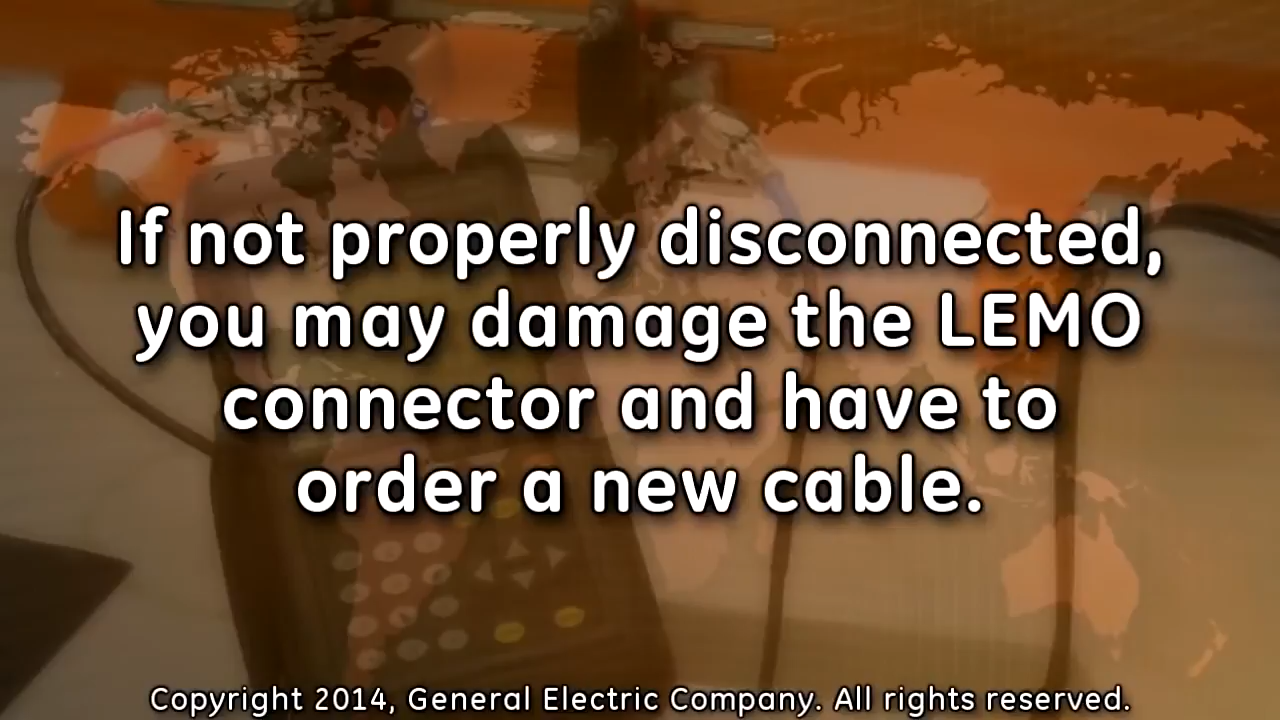 If not properly disconnected,
you may damage the LEMO
connector and have to
order a new cable.
Copyright 2014, General Electric Company. All rights reserved.